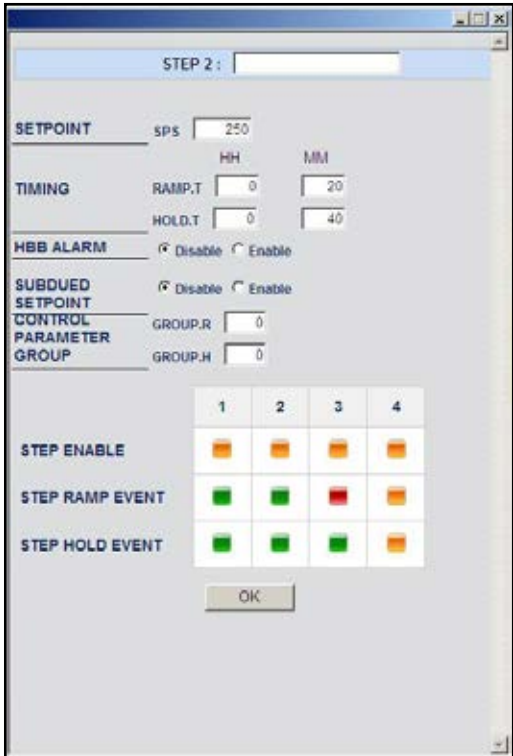 STEP 2 :
SETPOINT SPS 250
HH MM
TIMING RAMP.T 0 20
HOLD.T 0 40
HBB ALARM Disable Enable
SUBDUED SETPOINT Disable Enable
CONTROL PARAMETER GROUP GROUP.R 0
GROUP.H 0
1 2 3 4
STEP ENABLE
STEP RAMP EVENT
STEP HOLD EVENT
OK